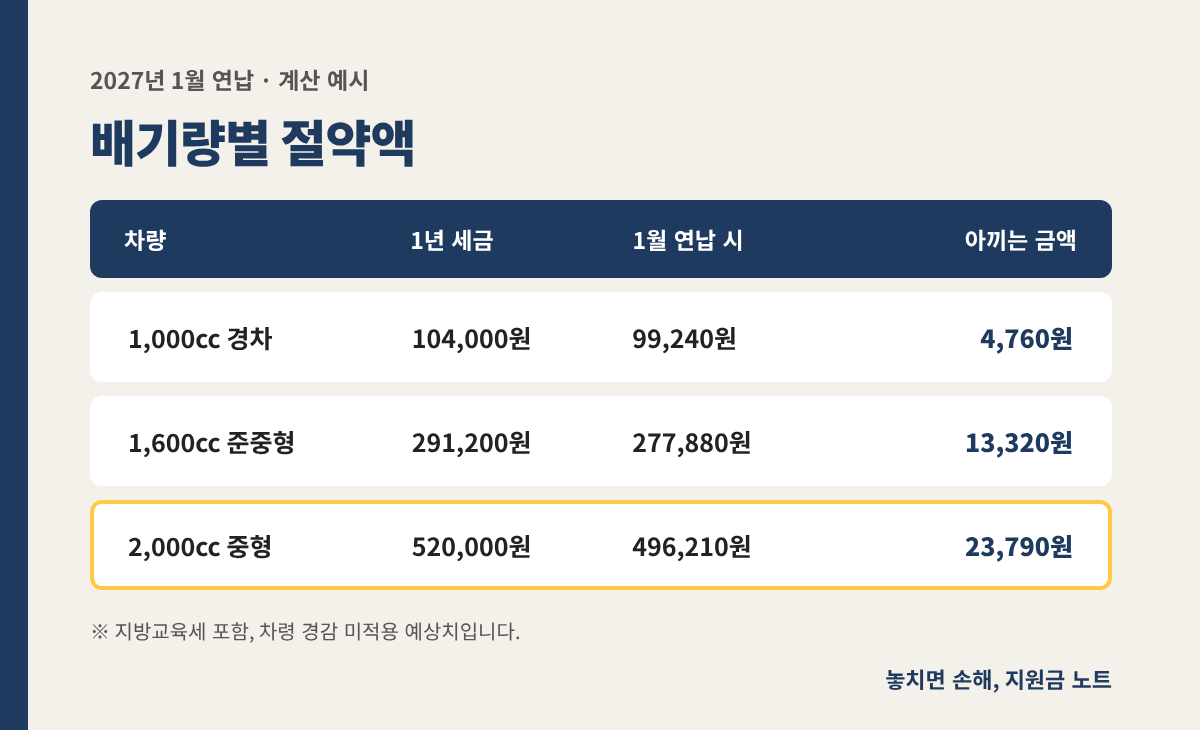 2027년 1월 연납 · 계산 예시
배기량별 절약액
차량 1년 세금 1월 연납 시 아끼는 금액
1,000cc 경차 104,000원 99,240원 4,760원
1,600cc 준중형 291,200원 277,880원 13,320원
2,000cc 중형 520,000원 496,210원 23,790원
※ 지방교육세 포함, 차령 경감 미적용 예상치입니다.
놓치면 손해, 지원금 노트